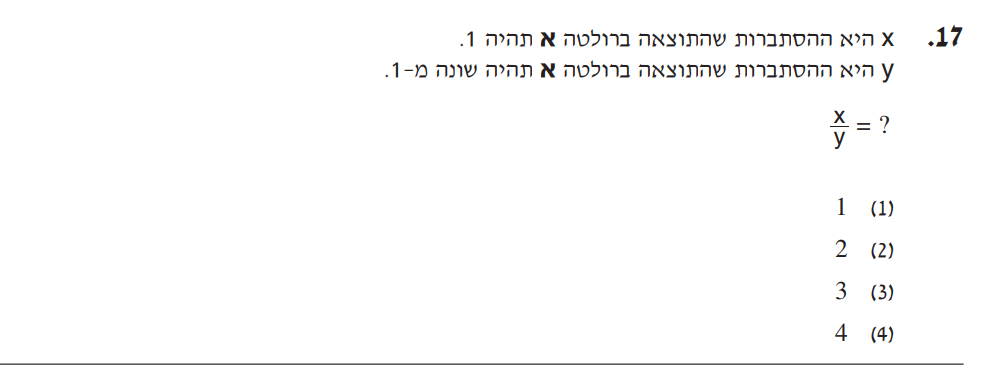 17. x היא ההסתברות שהתוצאה ברולטה א תהיה 1.
y היא ההסתברות שהתוצאה ברולטה א תהיה שונה מ-1.
x/y = ?
(1) 1
(2) 2
(3) 3
(4) 4